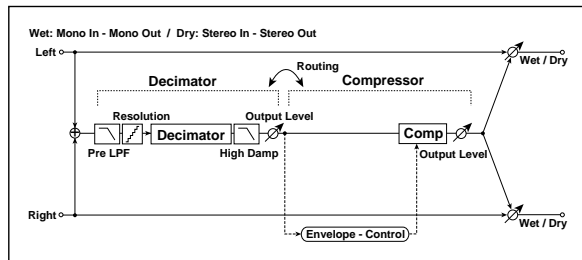 Wet: Mono In - Mono Out / Dry: Stereo In - Stereo Out
Left
Wet / Dry
Routing
Decimator
Compressor
Resolution
Output Level
Decimator
Comp
Pre LPF
High Damp
Output Level
Right
Wet / Dry
Envelope - Control